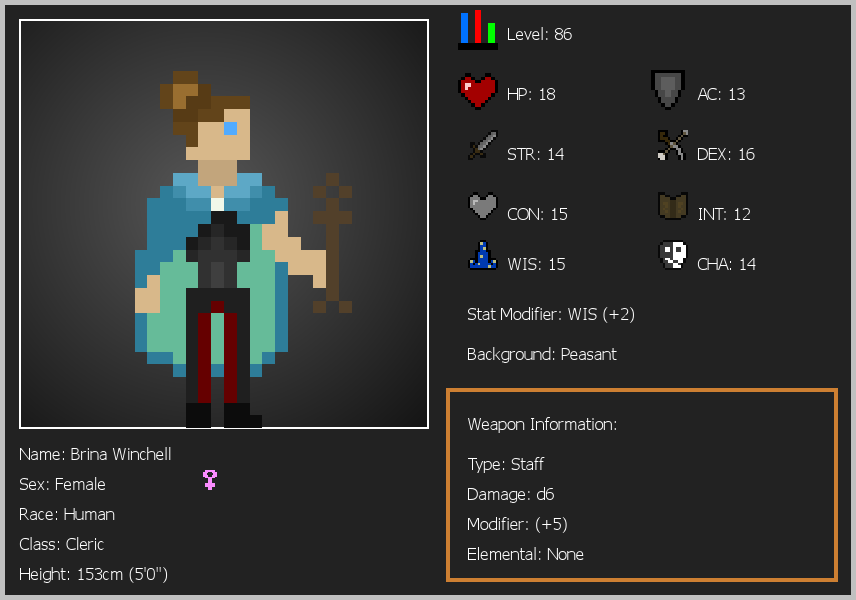 Level: 86
HP: 18
AC: 13
STR: 14
DEX: 16
CON: 15
INT: 12
WIS: 15
CHA: 14
Stat Modifier: WIS (+2)
Background: Peasant
Weapon Information:
Type: Staff
Damage: d6
Modifier: (+5)
Elemental: None
Name: Brina Winchell
Sex: Female
Race: Human
Class: Cleric
Height: 153cm (5'0")